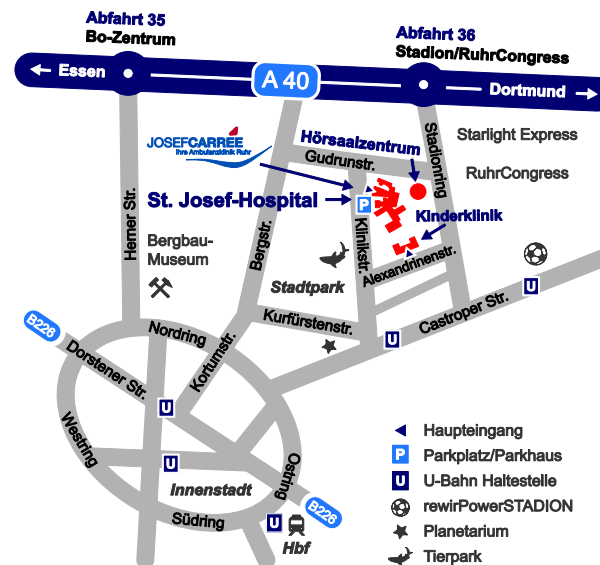 Abfahrt 35
Bo-Zentrum
Abfahrt 36
Stadion/RuhrCongress
Essen
A 40
Dortmund
JOSEFCARRÉE
Ihre Ambulanzklinik Ruhr
Hörsaalzentrum
Gudrunstr.
Stadionring
Starlight Express
RuhrCongress
Herner Str.
St. Josef-Hospital
P
Kinderklinik
Bergbau-
Museum
Bergstr.
Klinikstr.
Alexandrinenstr.
Stadtpark
U
B226
Nordring
Kurfürstenstr.
Castroper Str.
U
Dorstener Str.
Kortumstr.
U
Westring
U
Innenstadt
Ostring
Südring
B226
U
Hbf
Haupteingang
P Parkplatz/Parkhaus
U U-Bahn Haltestelle
rewirPowerSTADION
Planetarium
Tierpark